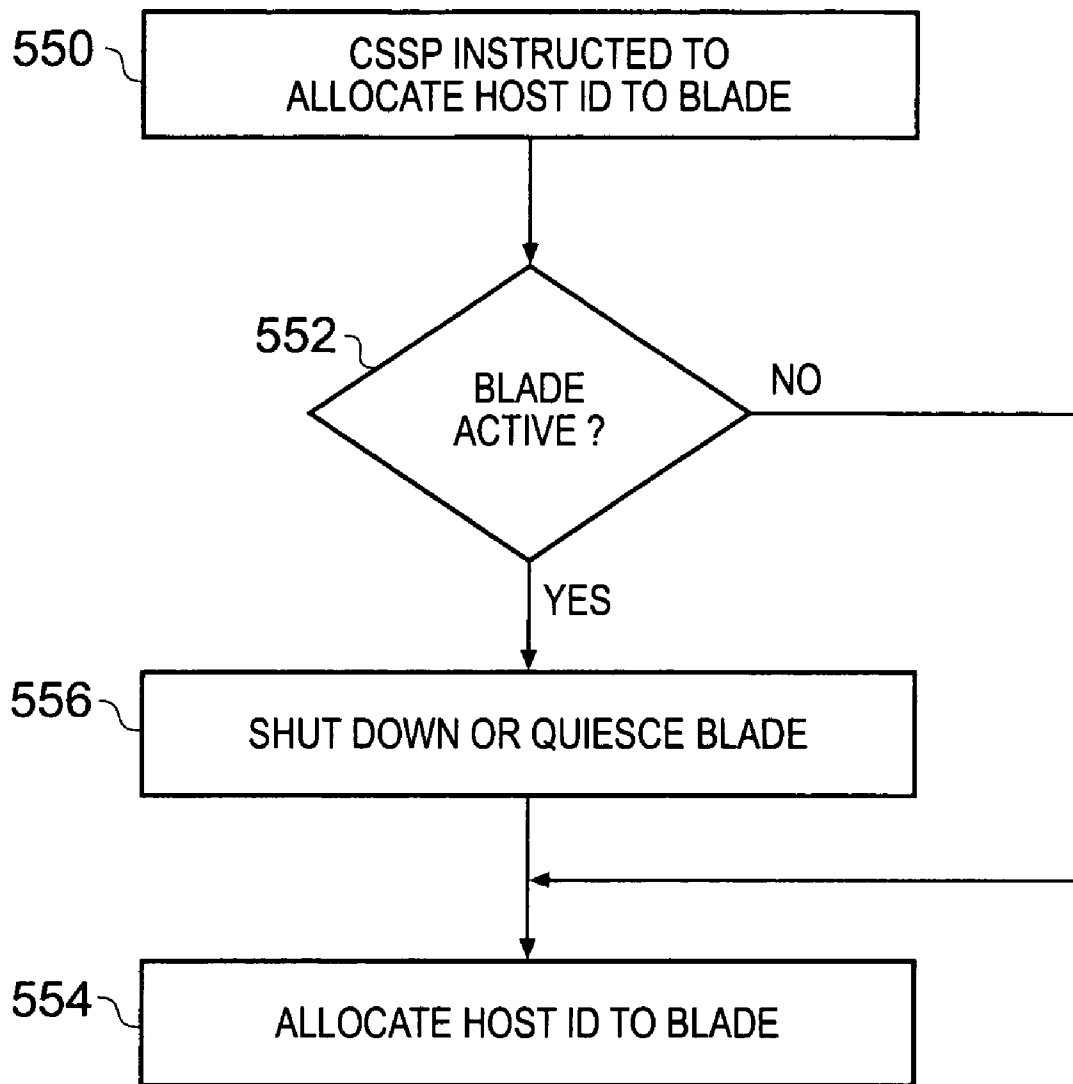 550
CSSP INSTRUCTED TO
ALLOCATE HOST ID TO BLADE
552
BLADE
ACTIVE ?
NO
YES
556
SHUT DOWN OR QUIESCE BLADE
554
ALLOCATE HOST ID TO BLADE